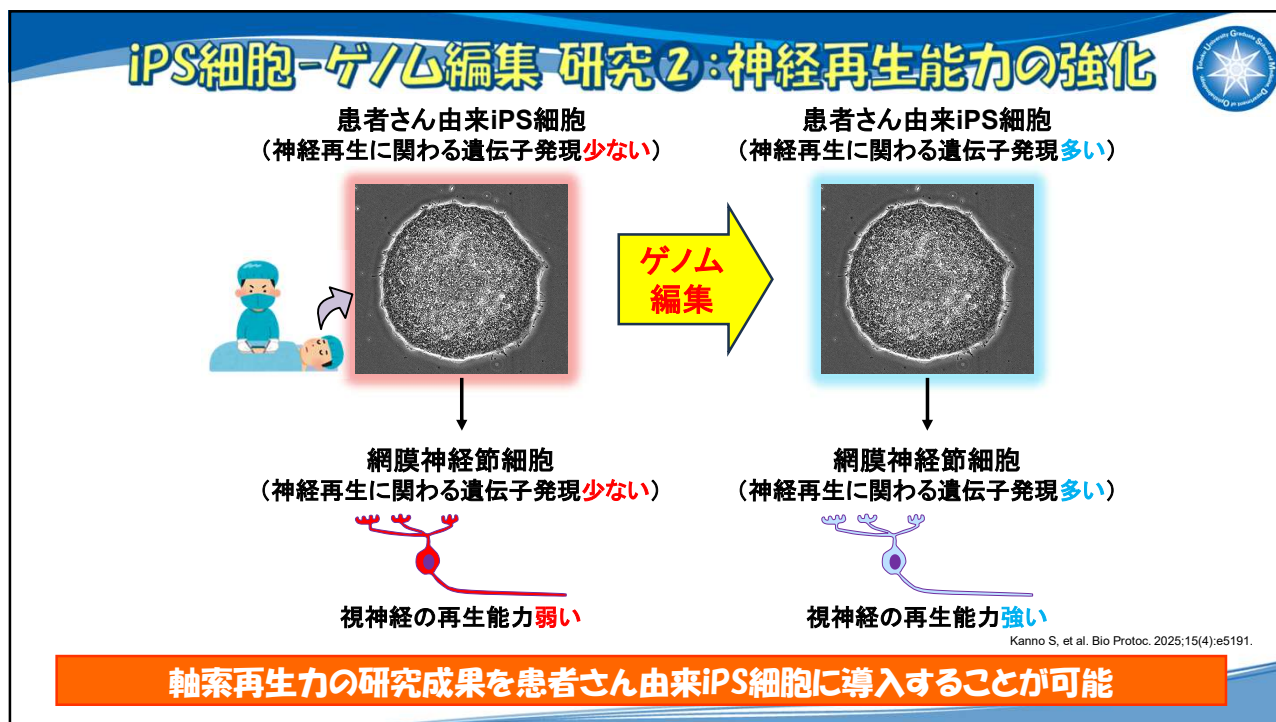 iPS細胞-ゲノム編集 研究②:神経再生能力の強化
Tohoku University Graduate School of Medicine, Department of Ophthalmology
患者さん由来iPS細胞
(神経再生に関わる遺伝子発現少ない)
患者さん由来iPS細胞
(神経再生に関わる遺伝子発現多い)
ゲノム
編集
網膜神経節細胞
(神経再生に関わる遺伝子発現少ない)
網膜神経節細胞
(神経再生に関わる遺伝子発現多い)
視神経の再生能力弱い
視神経の再生能力強い
Kanno S, et al. Bio Protoc. 2025;15(4):e5191.
軸索再生力の研究成果を患者さん由来iPS細胞に導入することが可能